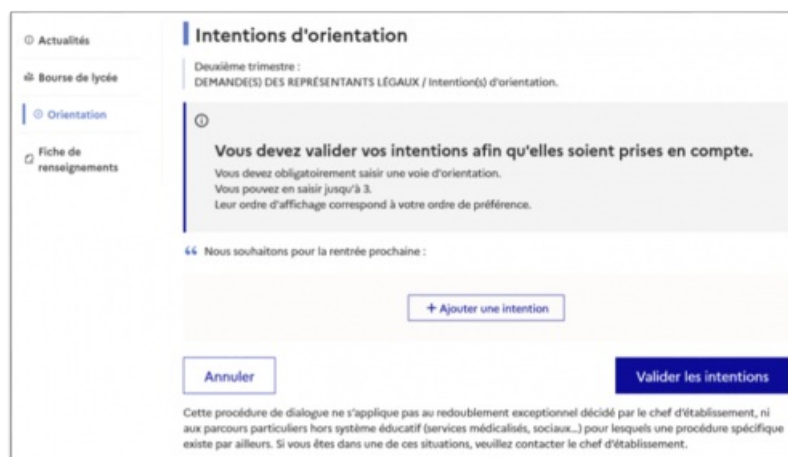 Actualités
Bourse de lycée
Orientation
Fiche de
renseignements
Intentions d'orientation
Deuxième trimestre :
DEMANDE(S) DES REPRÉSENTANTS LÉGAUX / Intention(s) d'orientation.
Vous devez valider vos intentions afin qu'elles soient prises en compte.
Vous devez obligatoirement saisir une voie d'orientation.
Vous pouvez en saisir jusqu'à 3.
Leur ordre d'affichage correspond à votre ordre de préférence.
“ Nous souhaitons pour la rentrée prochaine :
+ Ajouter une intention
Annuler
Valider les intentions
Cette procédure de dialogue ne s'applique pas au redoublement exceptionnel décidé par le chef d'établissement, ni
aux parcours particuliers hors système éducatif (services médicalisés, sociaux...) pour lesquels une procédure spécifique
existe par ailleurs. Si vous êtes dans une de ces situations, veuillez contacter le chef d'établissement.